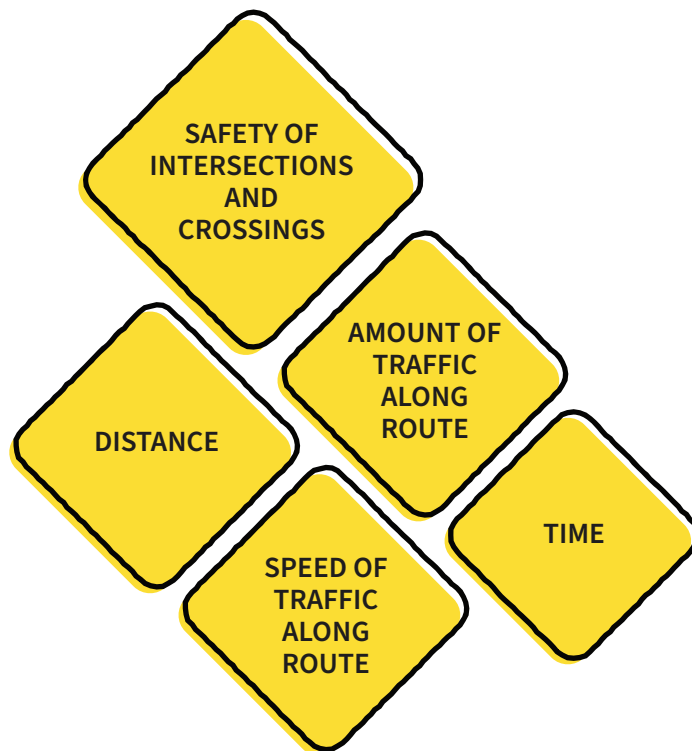 SAFETY OF
INTERSECTIONS
AND
CROSSINGS
AMOUNT OF
TRAFFIC
ALONG
ROUTE
DISTANCE
TIME
SPEED OF
TRAFFIC
ALONG
ROUTE